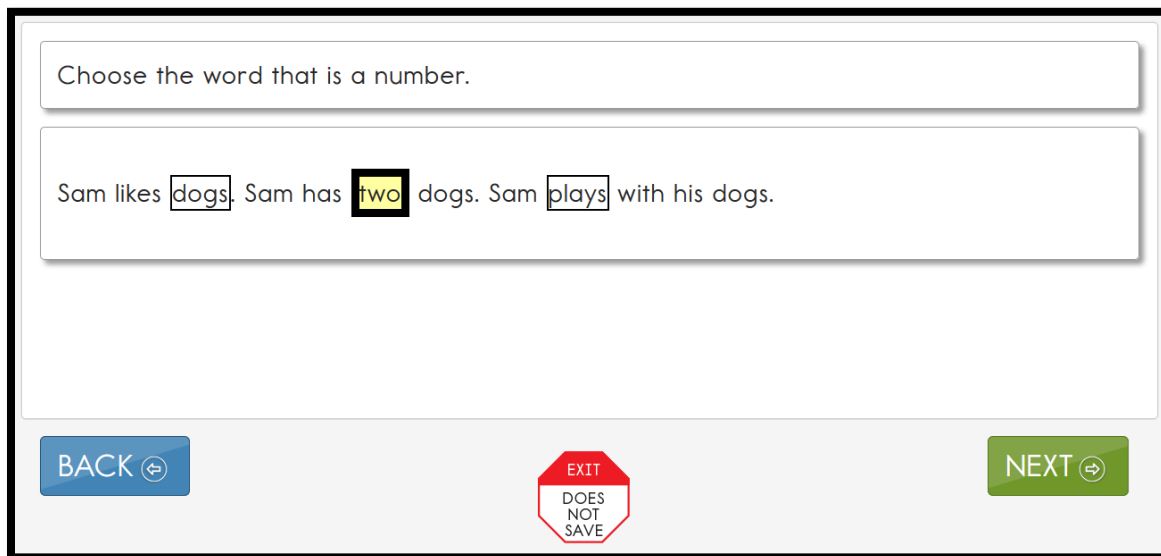 Choose the word that is a number.
Sam likes dogs. Sam has two dogs. Sam plays with his dogs.
BACK
EXIT
DOES
NOT
SAVE
NEXT